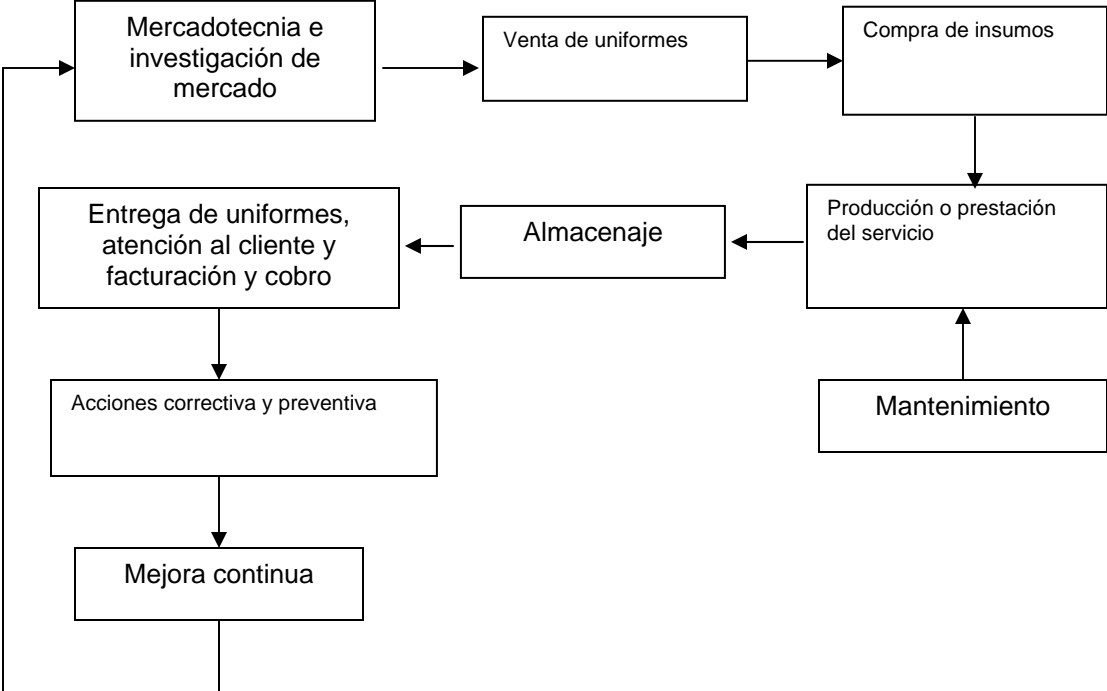 Mercadotecnia e
investigación de
mercado
Venta de uniformes
Compra de insumos
Entrega de uniformes,
atención al cliente y
facturación y cobro
Almacenaje
Producción o prestación
del servicio
Acciones correctiva y preventiva
Mantenimiento
Mejora continua